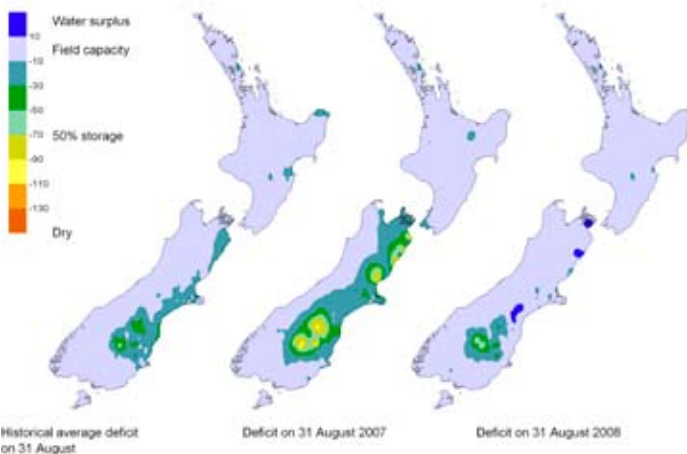 Water surplus
10
Field capacity
-10
-30
-50
50% storage
-70
-90
-110
-130
Dry
Historical average deficit
on 31 August
Deficit on 31 August 2007
Deficit on 31 August 2008